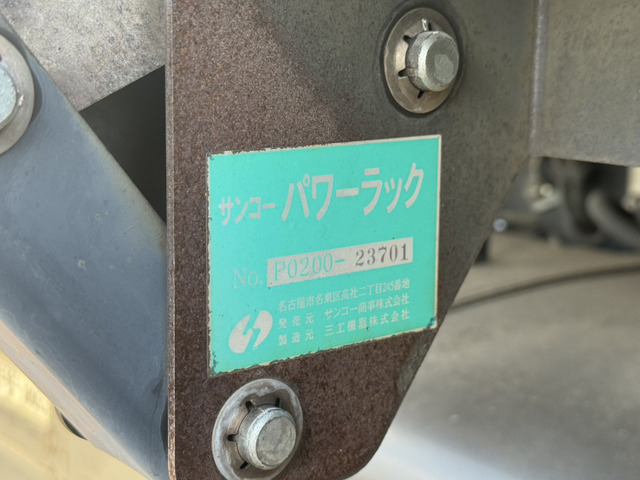 サンコー パワーラック
No. P0200-23701
名古屋市名東区高社二丁目245番地
発売元 サンコー商事株式会社
製造元 三工機器株式会社